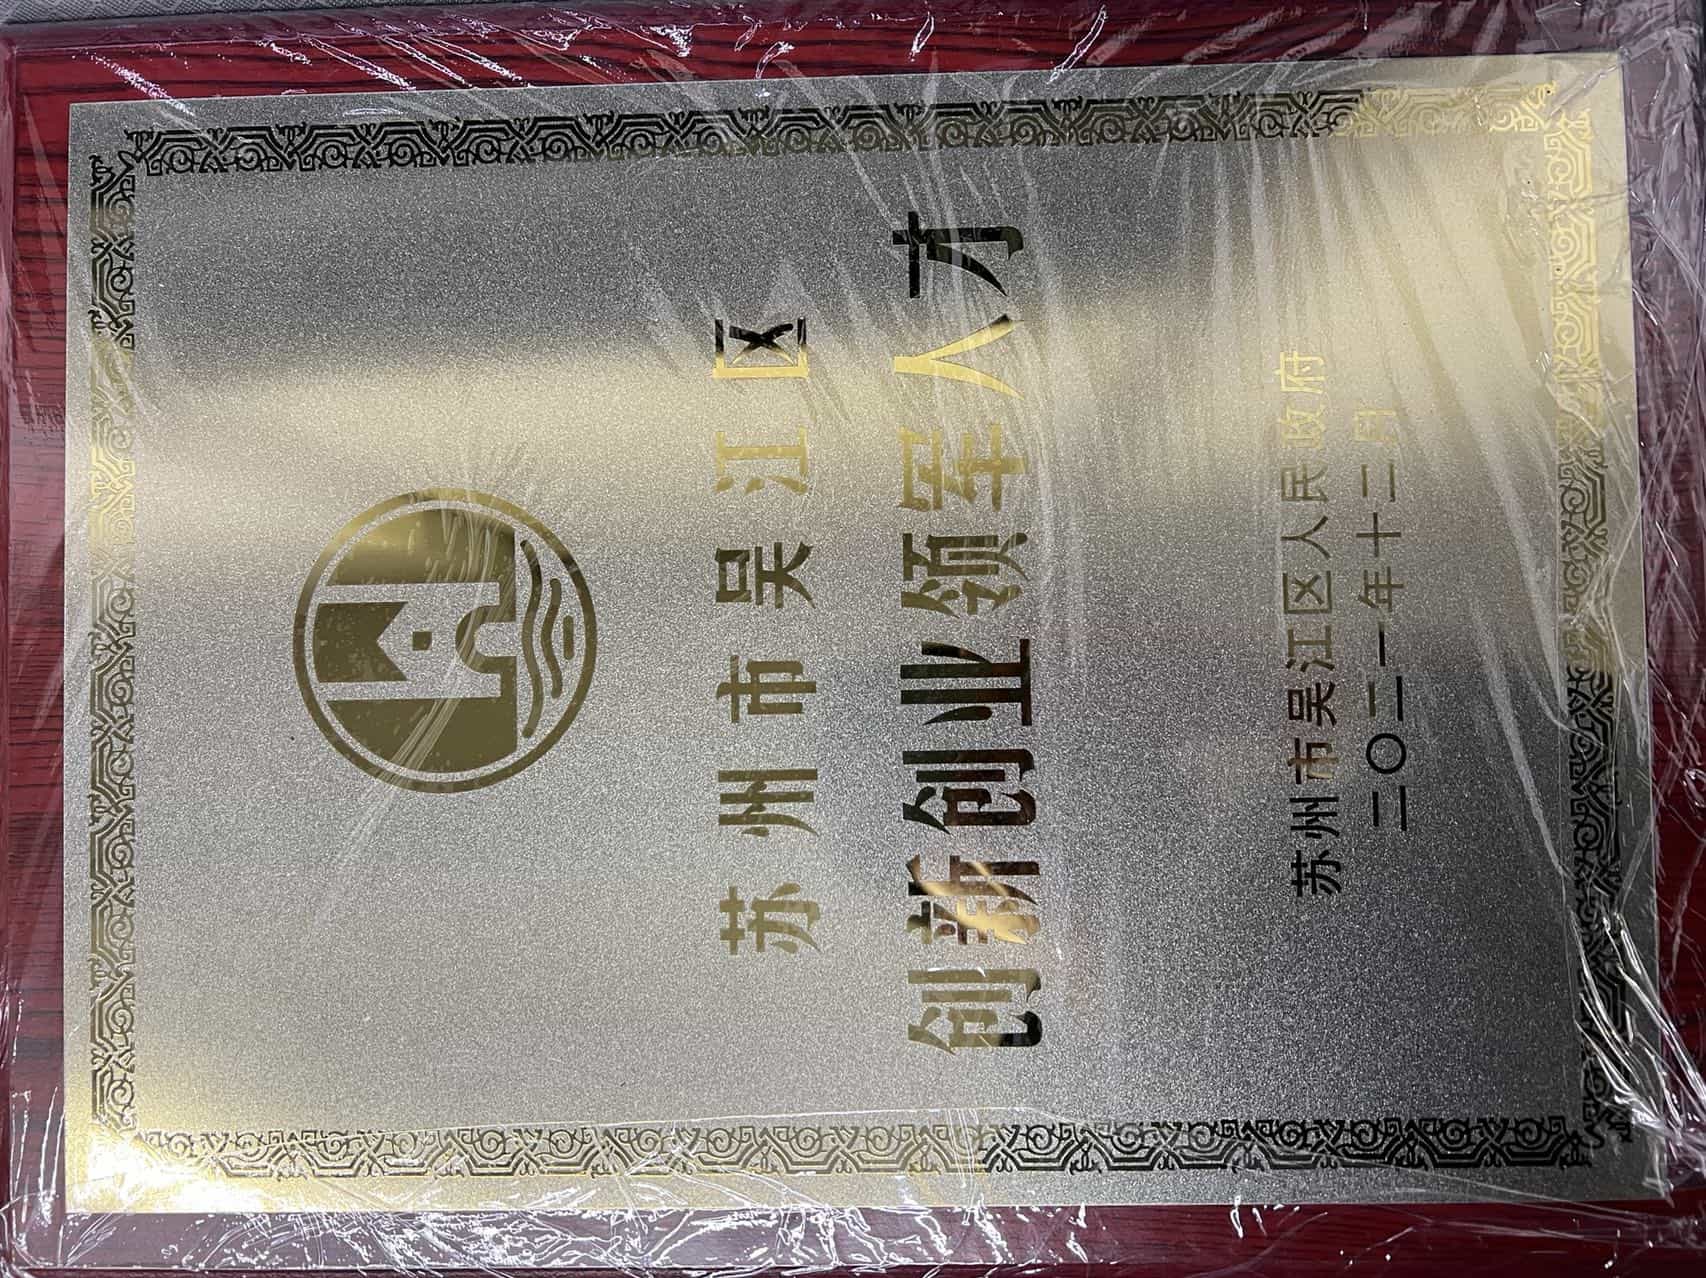 苏州市吴江区
创新创业领军人才
苏州市吴江区人民政府
二〇二一年十二月